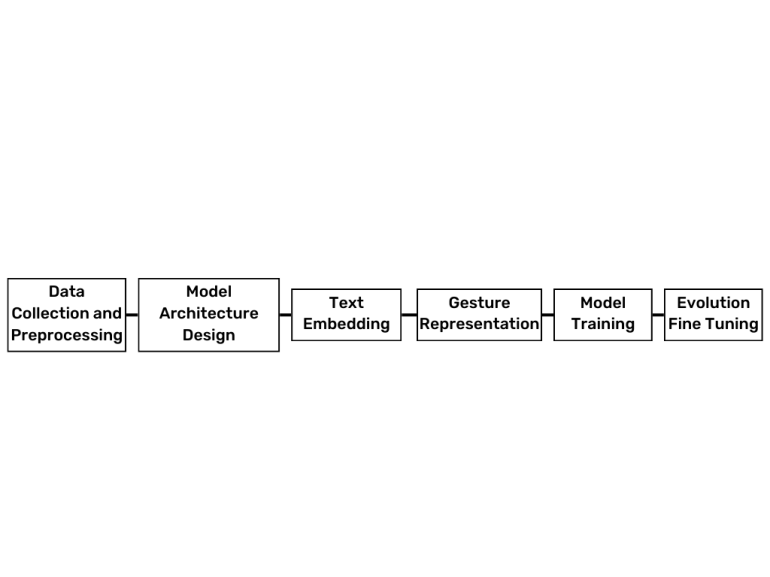 Data
Collection and
Preprocessing
Model
Architecture
Design
Text
Embedding
Gesture
Representation
Model
Training
Evolution
Fine Tuning